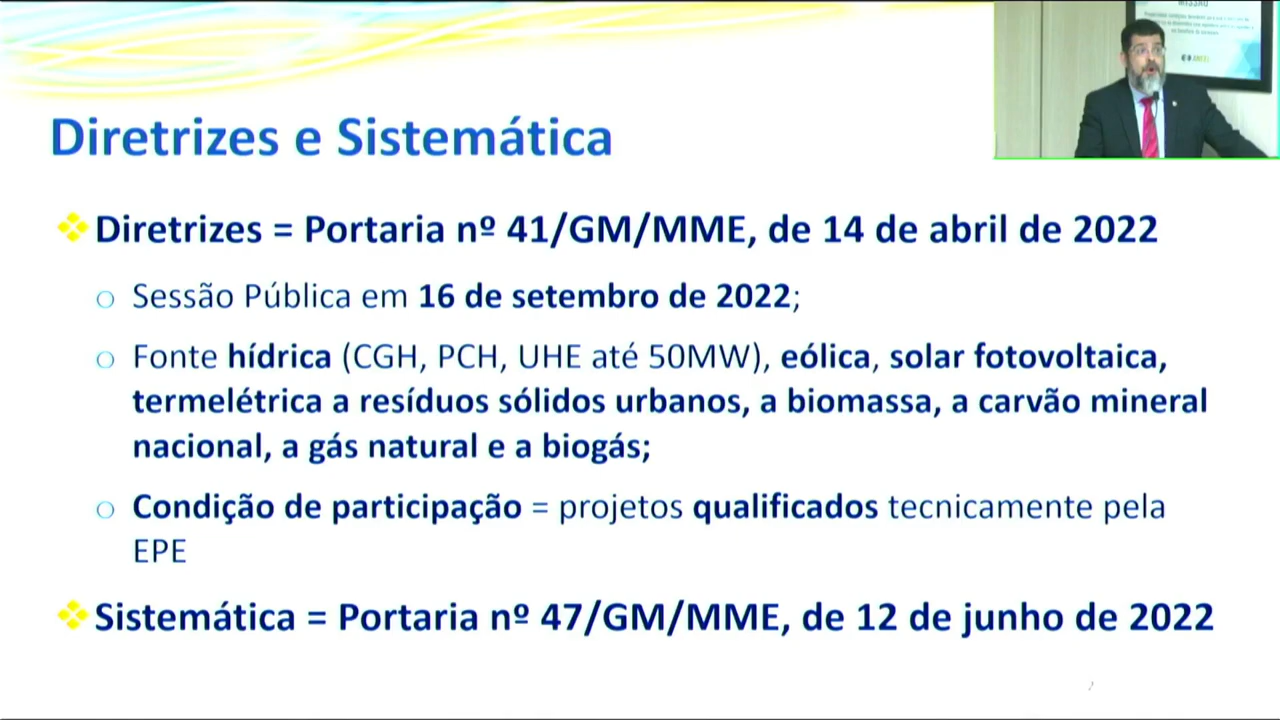 MISSÃO
Diretrizes e Sistemática
Diretrizes = Portaria nº 41/GM/MME, de 14 de abril de 2022
Sessão Pública em 16 de setembro de 2022;
Fonte hídrica (CGH, PCH, UHE até 50MW), eólica, solar fotovoltaica,
termelétrica a resíduos sólidos urbanos, a biomassa, a carvão mineral
nacional, a gás natural e a biogás;
Condição de participação = projetos qualificados tecnicamente pela
EPE
Sistemática = Portaria nº 47/GM/MME, de 12 de junho de 2022